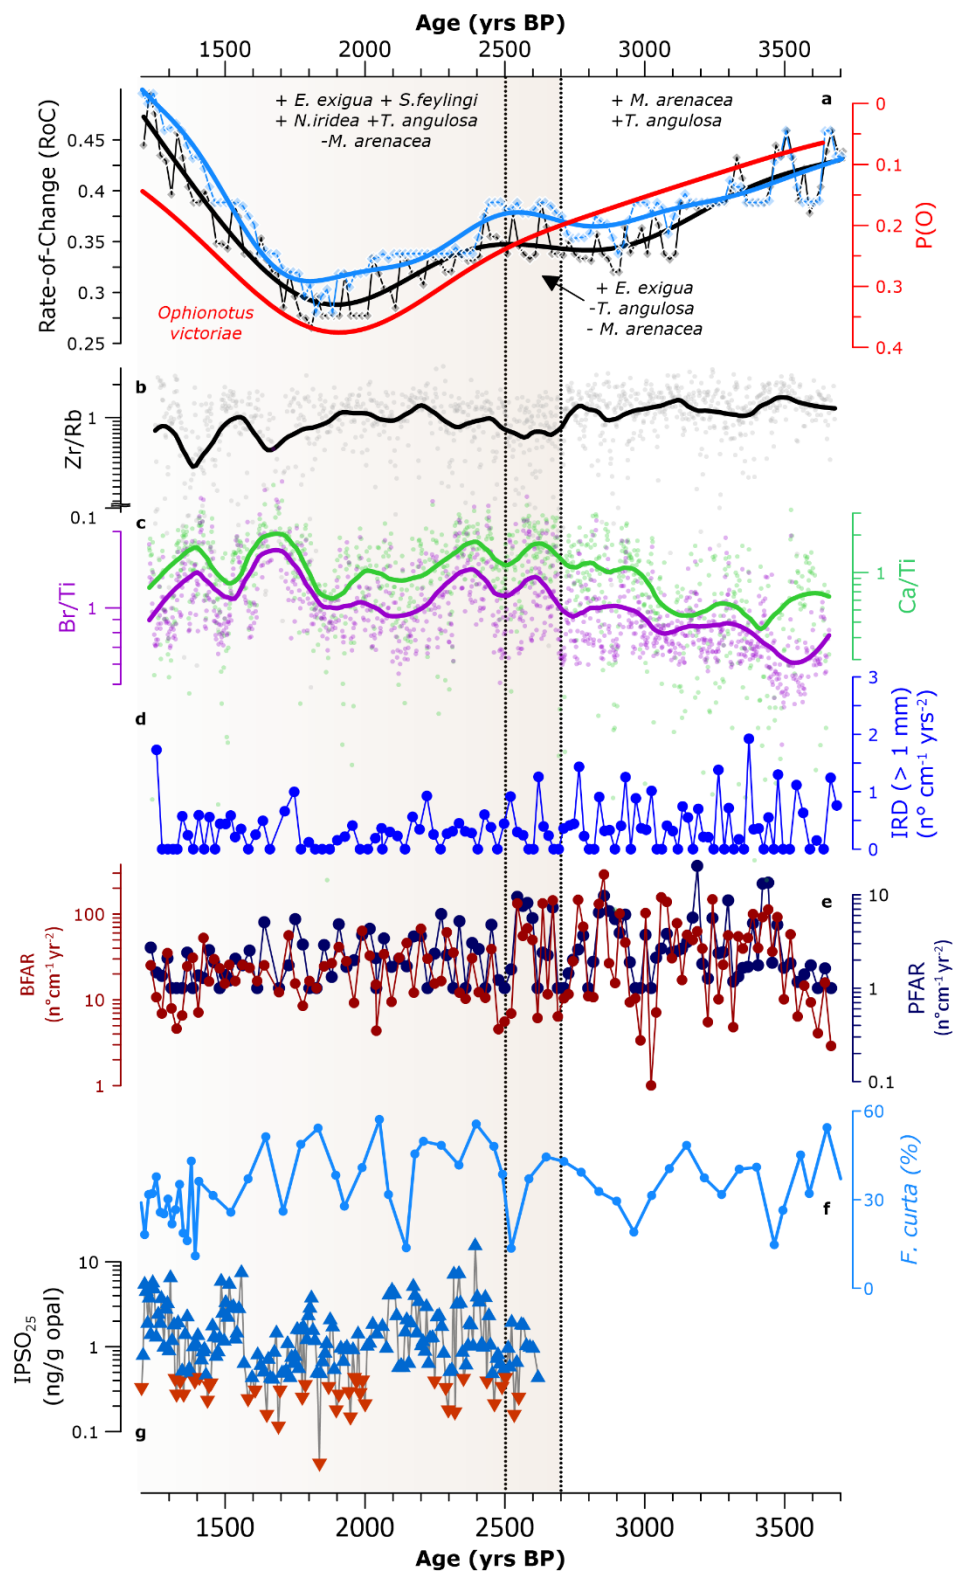 Age (yrs BP)
1500 2000 2500 3000 3500
+ E. exigua + S.feylingi
+ N.iridea +T. angulosa
-M. arenacea
+ M. arenacea
+T. angulosa
a
Rate-of-Change (RoC)
0.45
0.4
0.35
0.3
0.25
0
0.1
0.2
0.3
0.4
P(O)
Ophionotus
victoriae
+ E. exigua
-T. angulosa
- M. arenacea
b
Zr/Rb
1
0.1
c
Br/Ti
1
1
Ca/Ti
d
3
2
1
0
IRD (> 1 mm)
(n° cm-1 yrs-2)
e
BFAR
(n°cm-1yr-2)
100
10
1
10
1
0.1
PFAR
(n°cm-1yr-2)
60
30
0
F. curta (%)
f
IPSO25
(ng/g opal)
10
1
0.1
g
1500 2000 2500 3000 3500
Age (yrs BP)